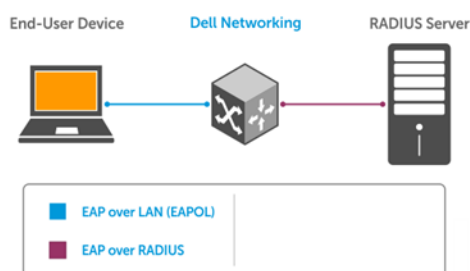 End-User Device Dell Networking RADIUS Server
EAP over LAN (EAPOL)
EAP over RADIUS